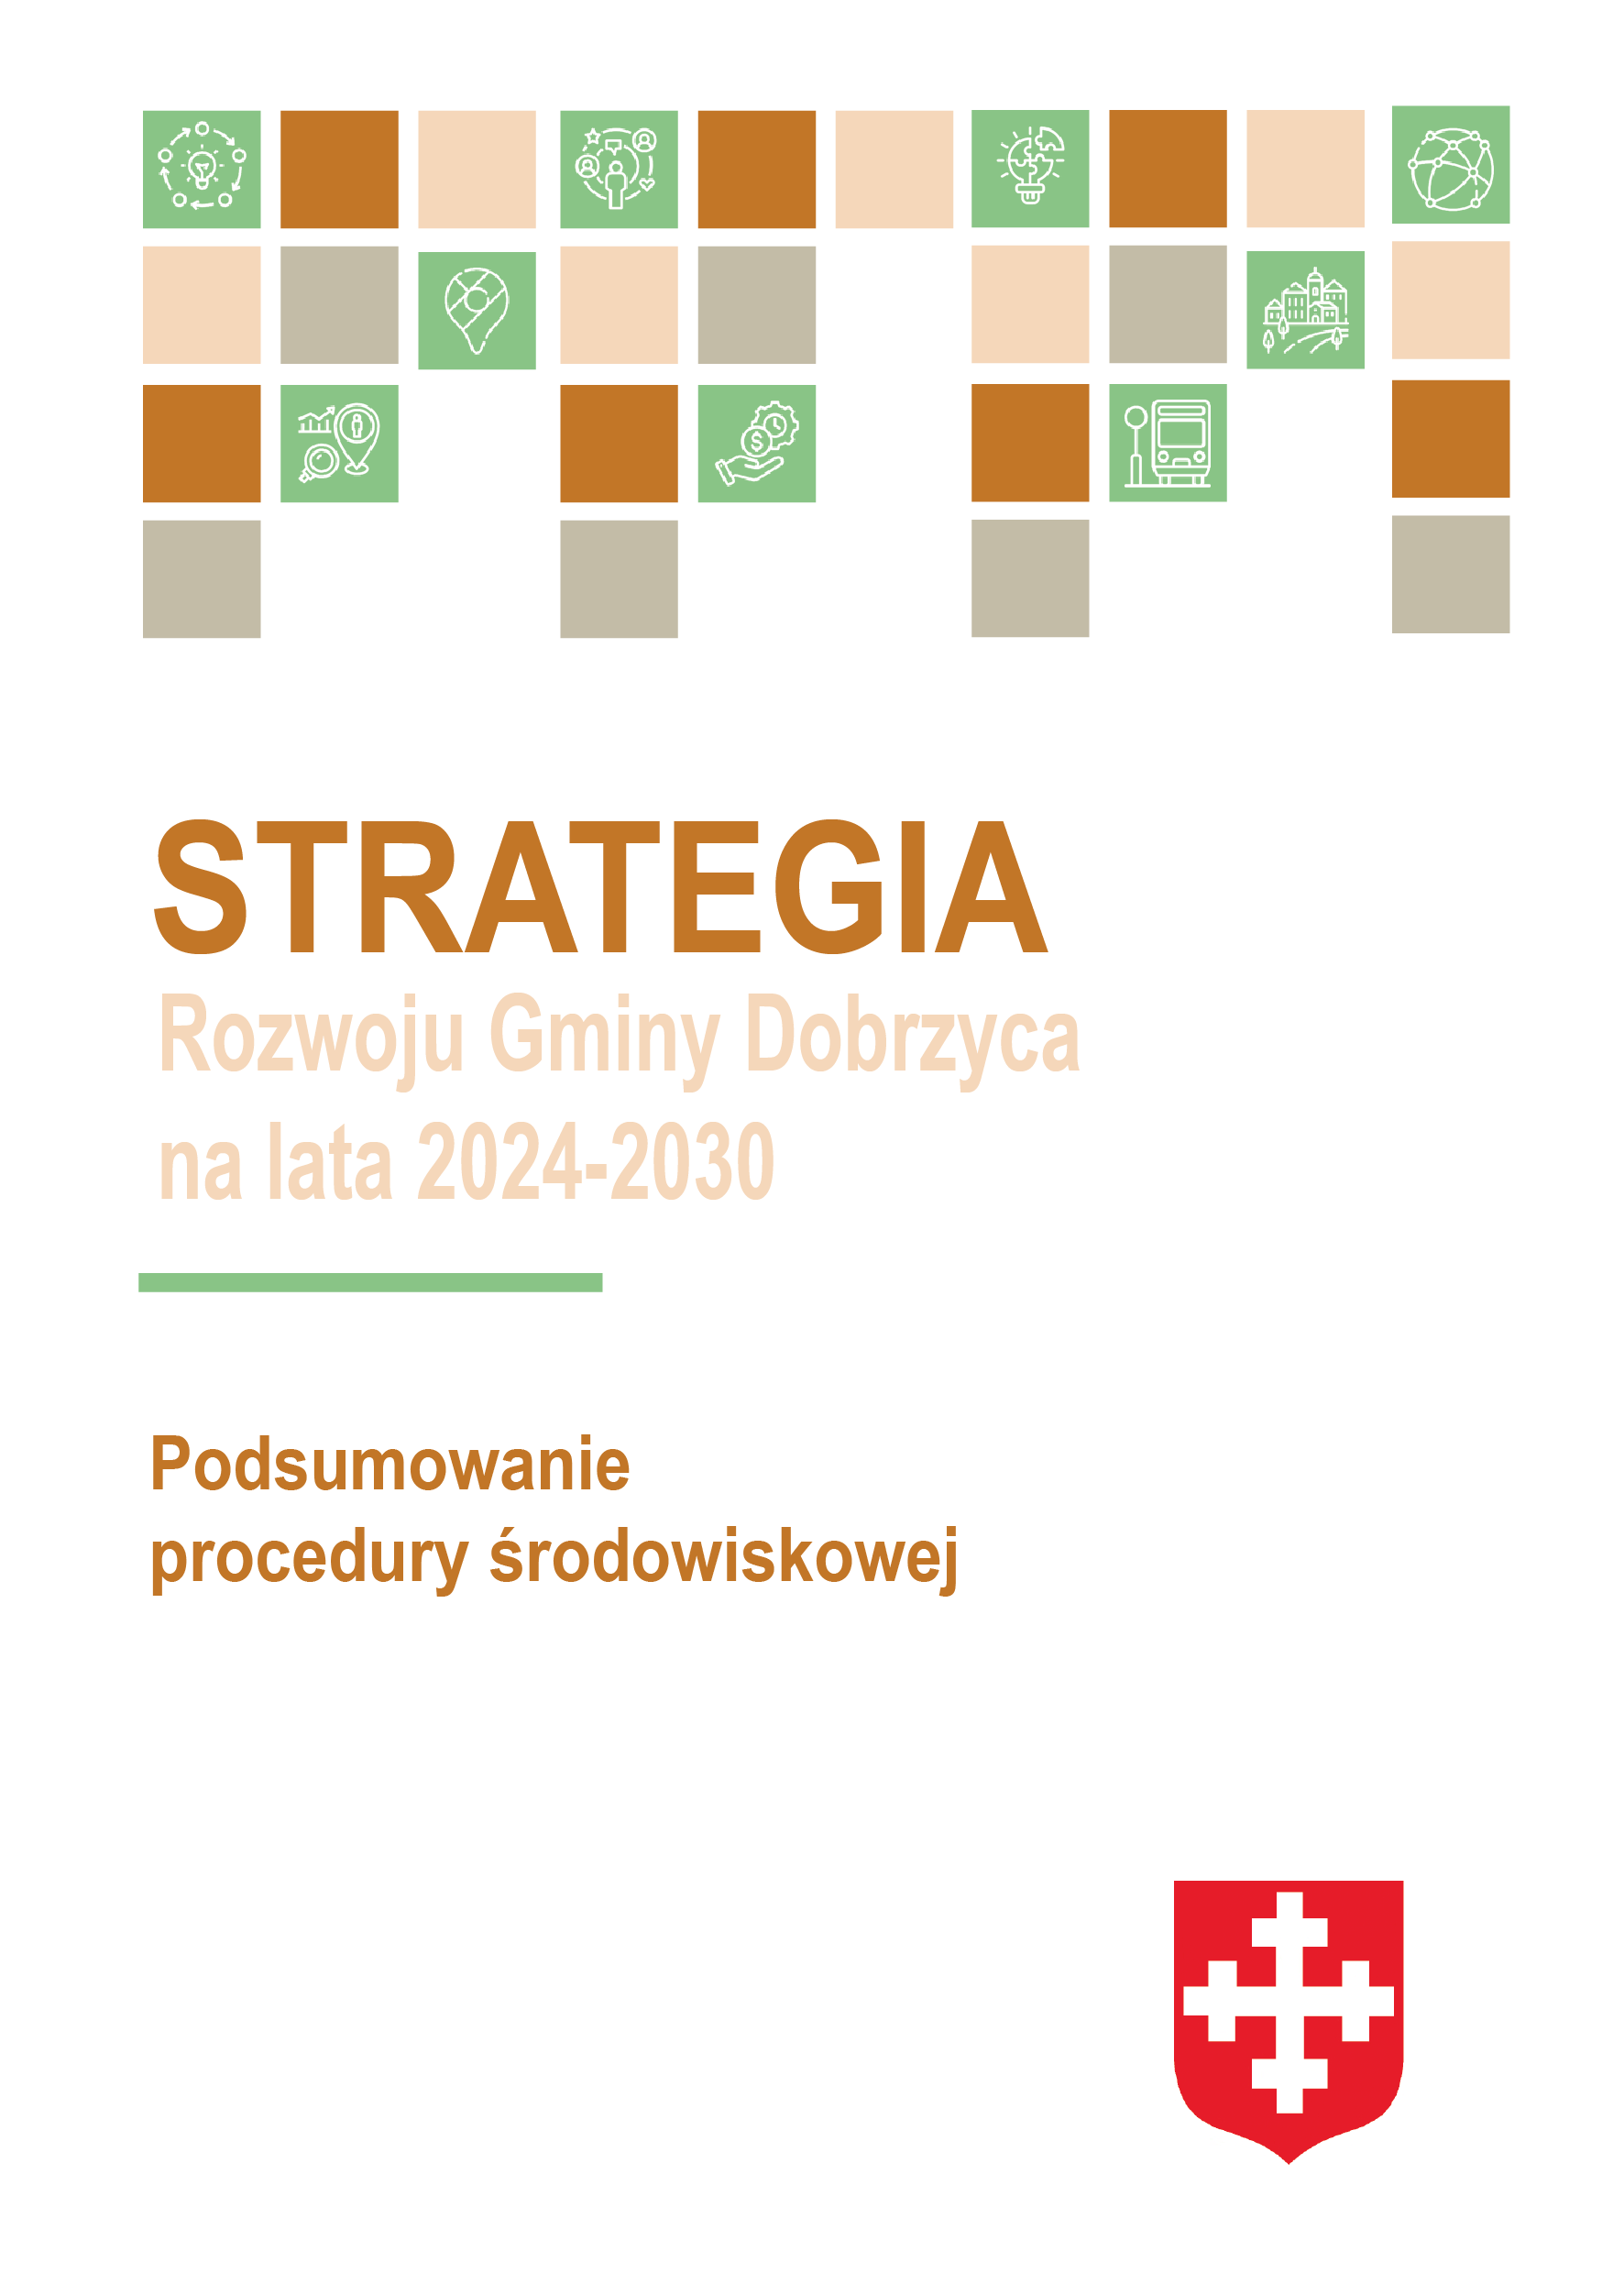 STRATEGIA
Rozwoju Gminy Dobrzyca
na lata 2024-2030
Podsumowanie
procedury środowiskowej